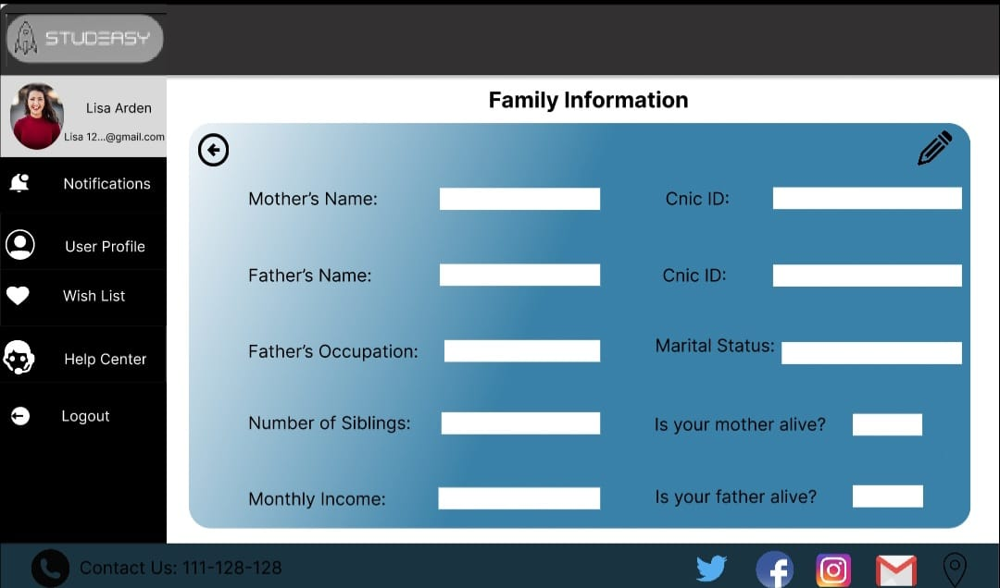 STUDEASY
Lisa Arden
Lisa 12...@gmail.com
Notifications
User Profile
Wish List
Help Center
Logout
Family Information
Mother’s Name:
Cnic ID:
Father’s Name:
Cnic ID:
Father’s Occupation:
Marital Status:
Number of Siblings:
Is your mother alive?
Monthly Income:
Is your father alive?
Contact Us: 111-128-128